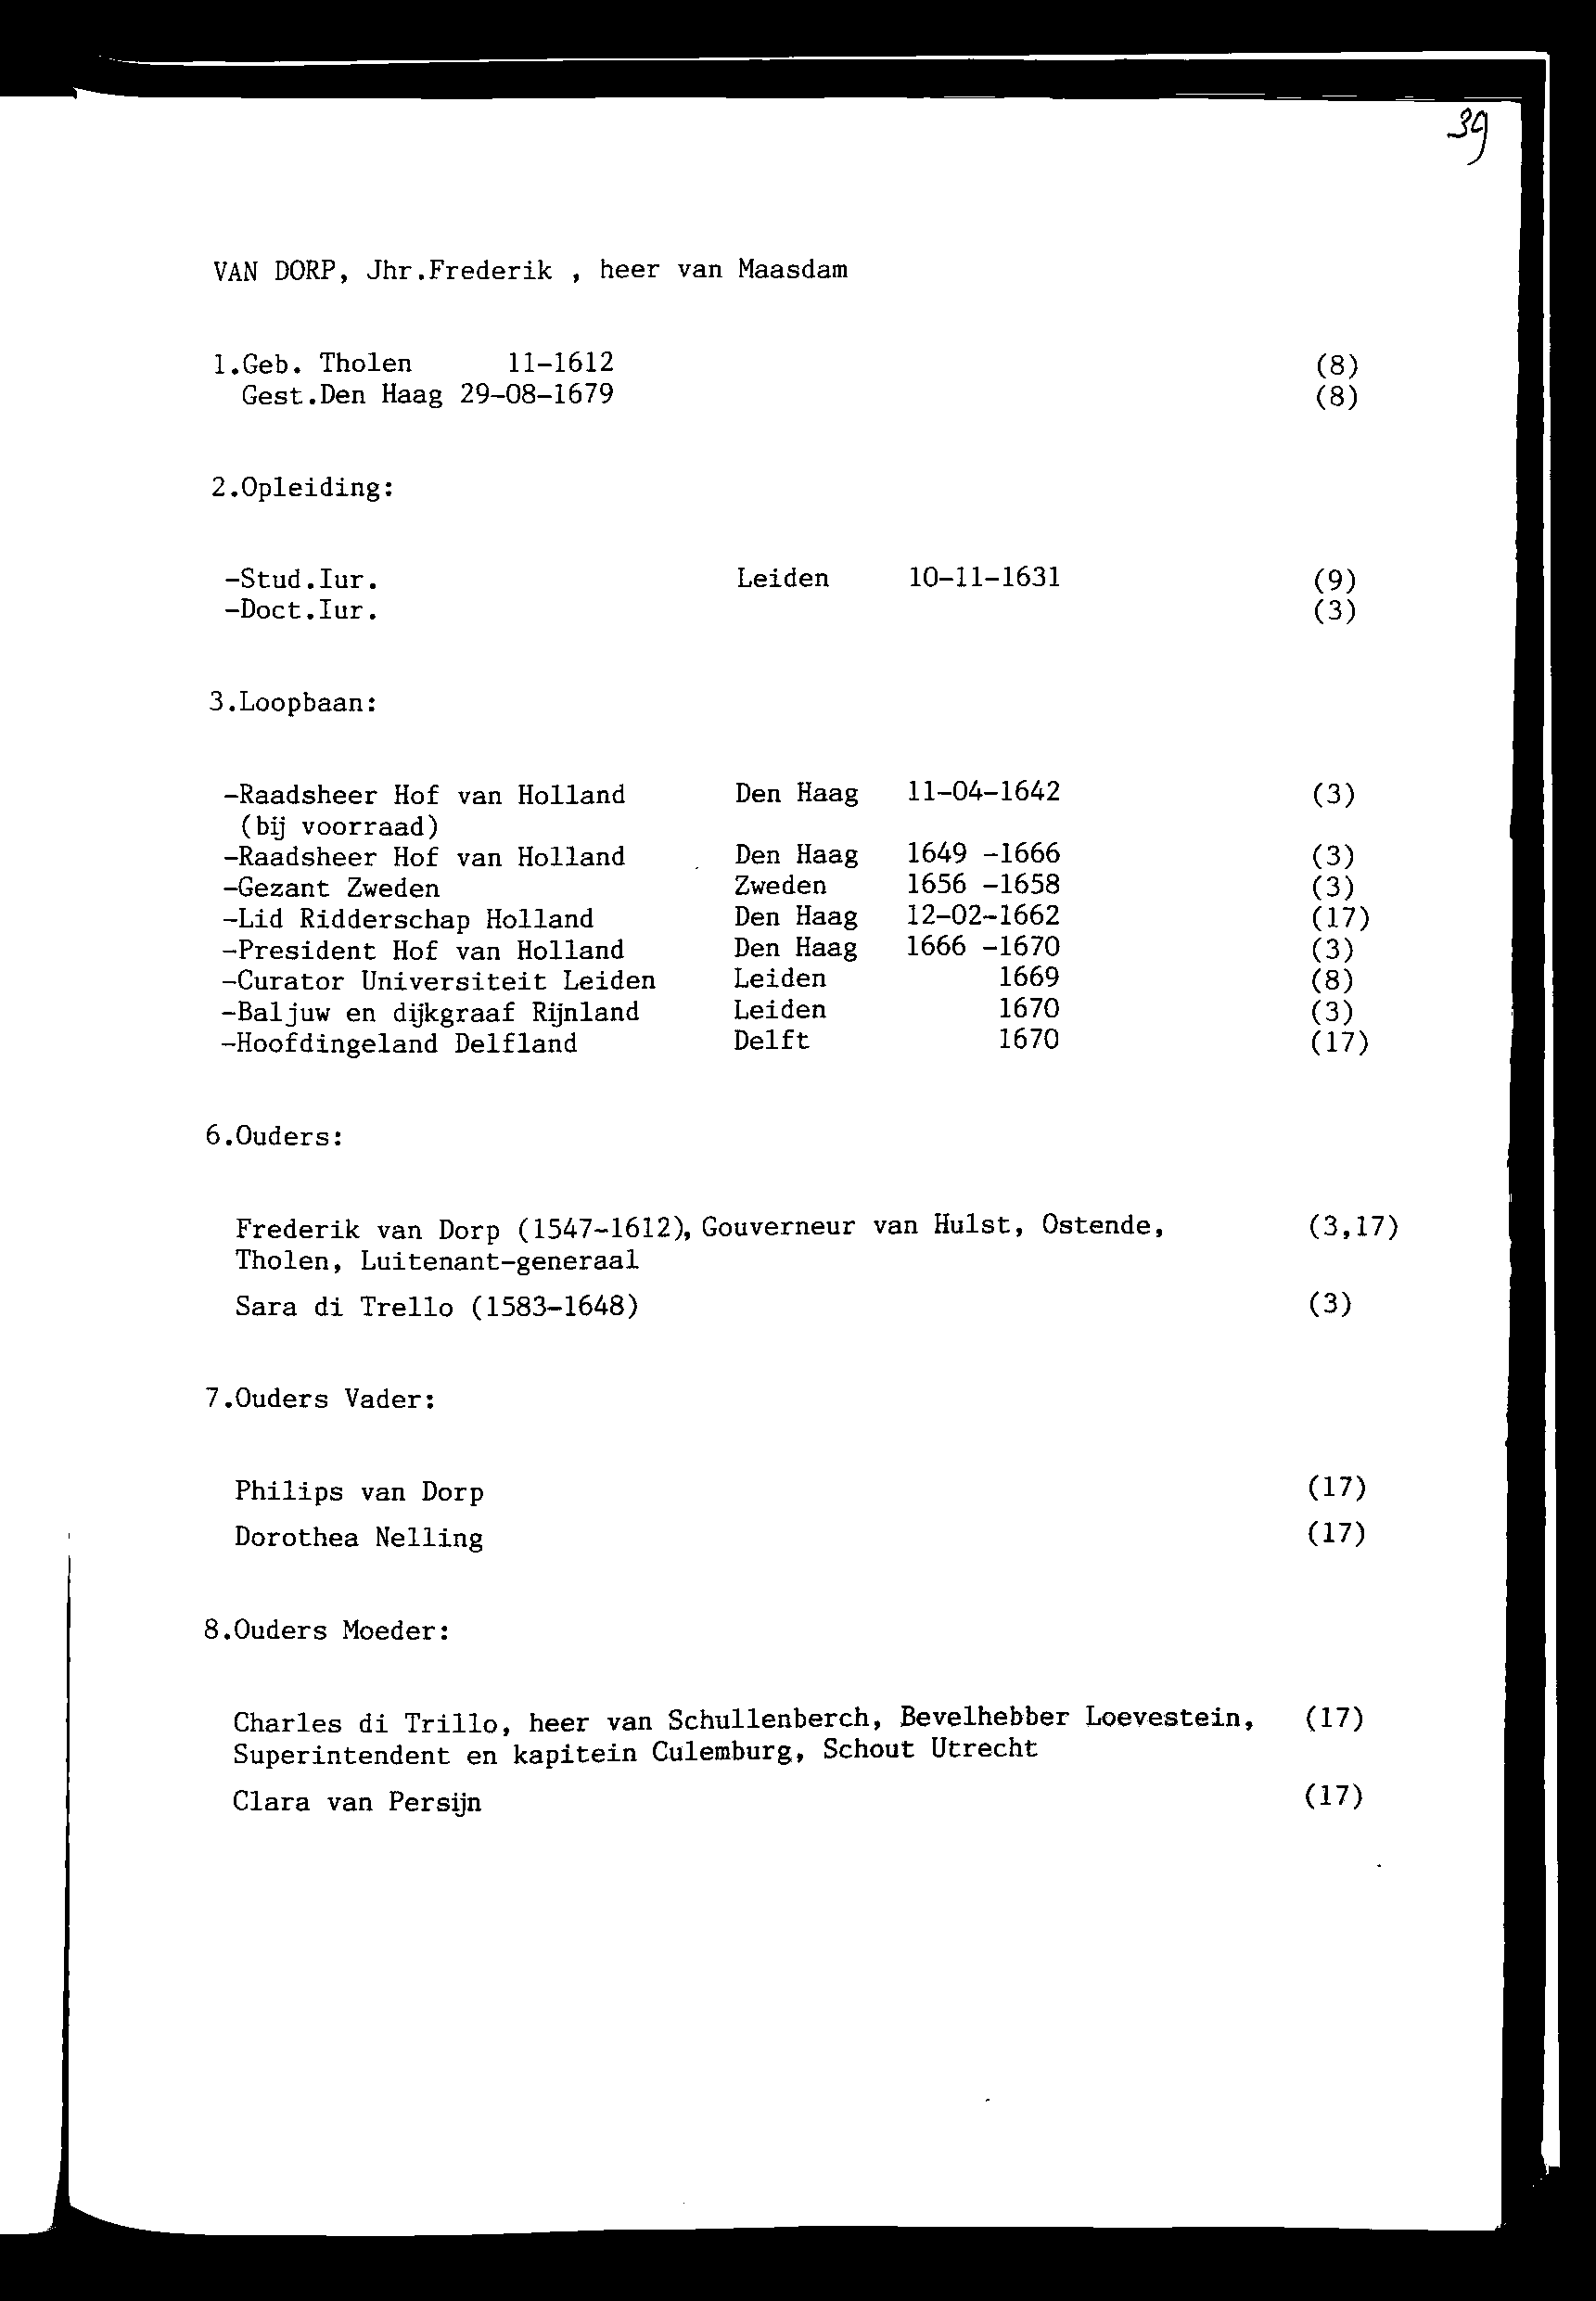 39
VAN DORP, Jhr.Frederik , heer van Maasdam
1.Geb. Tholen 11-1612 (8)
Gest.Den Haag 29-08-1679 (8)
2.Opleiding:
-Stud.Iur. Leiden 10-11-1631 (9)
-Doct.Iur. (3)
3.Loopbaan:
-Raadsheer Hof van Holland Den Haag 11-04-1642 (3)
(bij voorraad)
-Raadsheer Hof van Holland Den Haag 1649 -1666 (3)
-Gezant Zweden Zweden 1656 -1658 (3)
-Lid Ridderschap Holland Den Haag 12-02-1662 (17)
-President Hof van Holland Den Haag 1666 -1670 (3)
-Curator Universiteit Leiden Leiden 1669 (8)
-Baljuw en dijkgraaf Rijnland Leiden 1670 (3)
-Hoofdingeland Delfland Delft 1670 (17)
6.Ouders:
Frederik van Dorp (1547-1612), Gouverneur van Hulst, Ostende, (3,17)
Tholen, Luitenant-generaal
Sara di Trello (1583-1648) (3)
7.Ouders Vader:
Philips van Dorp (17)
Dorothea Nelling (17)
8.Ouders Moeder:
Charles di Trillo, heer van Schullenberch, Bevelhebber Loevestein, (17)
Superintendent en kapitein Culemburg, Schout Utrecht
Clara van Persijn (17)